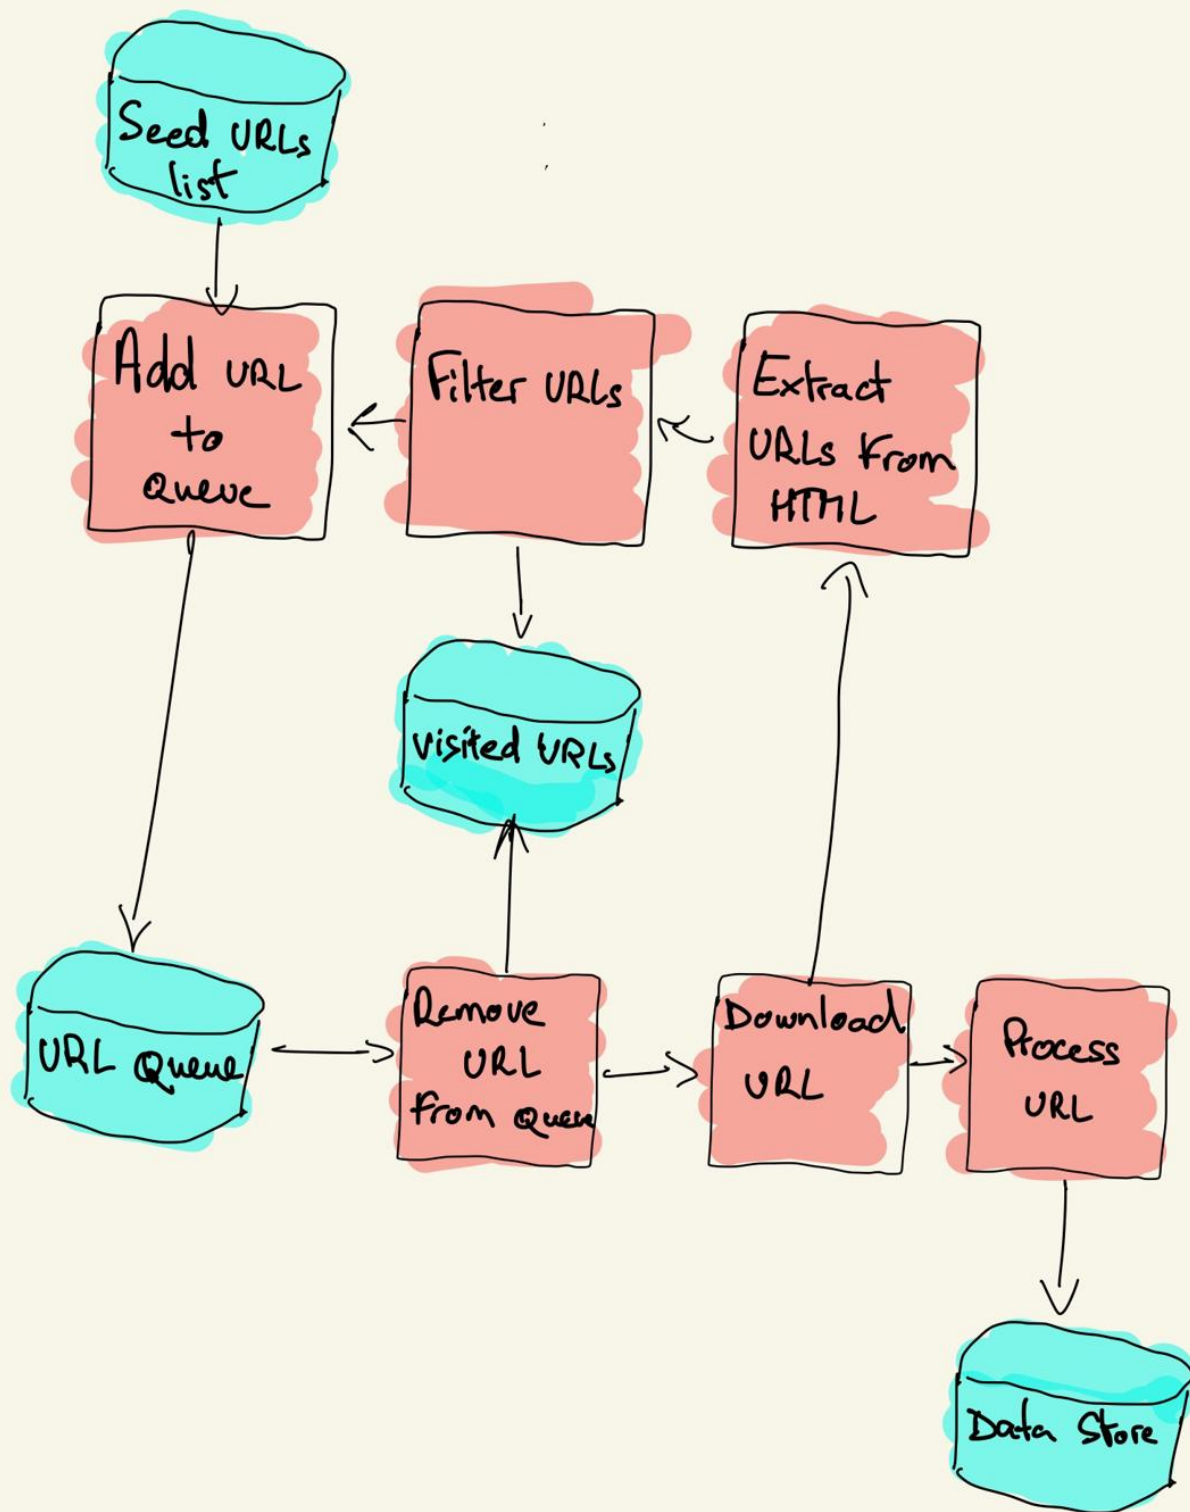 Seed URLs
list
Add URL
to
Queue
Filter URLs
Extract
URLs From
HTML
Visited URLs
URL Queue
Remove
URL
From Queue
Download
URL
Process
URL
Data Store